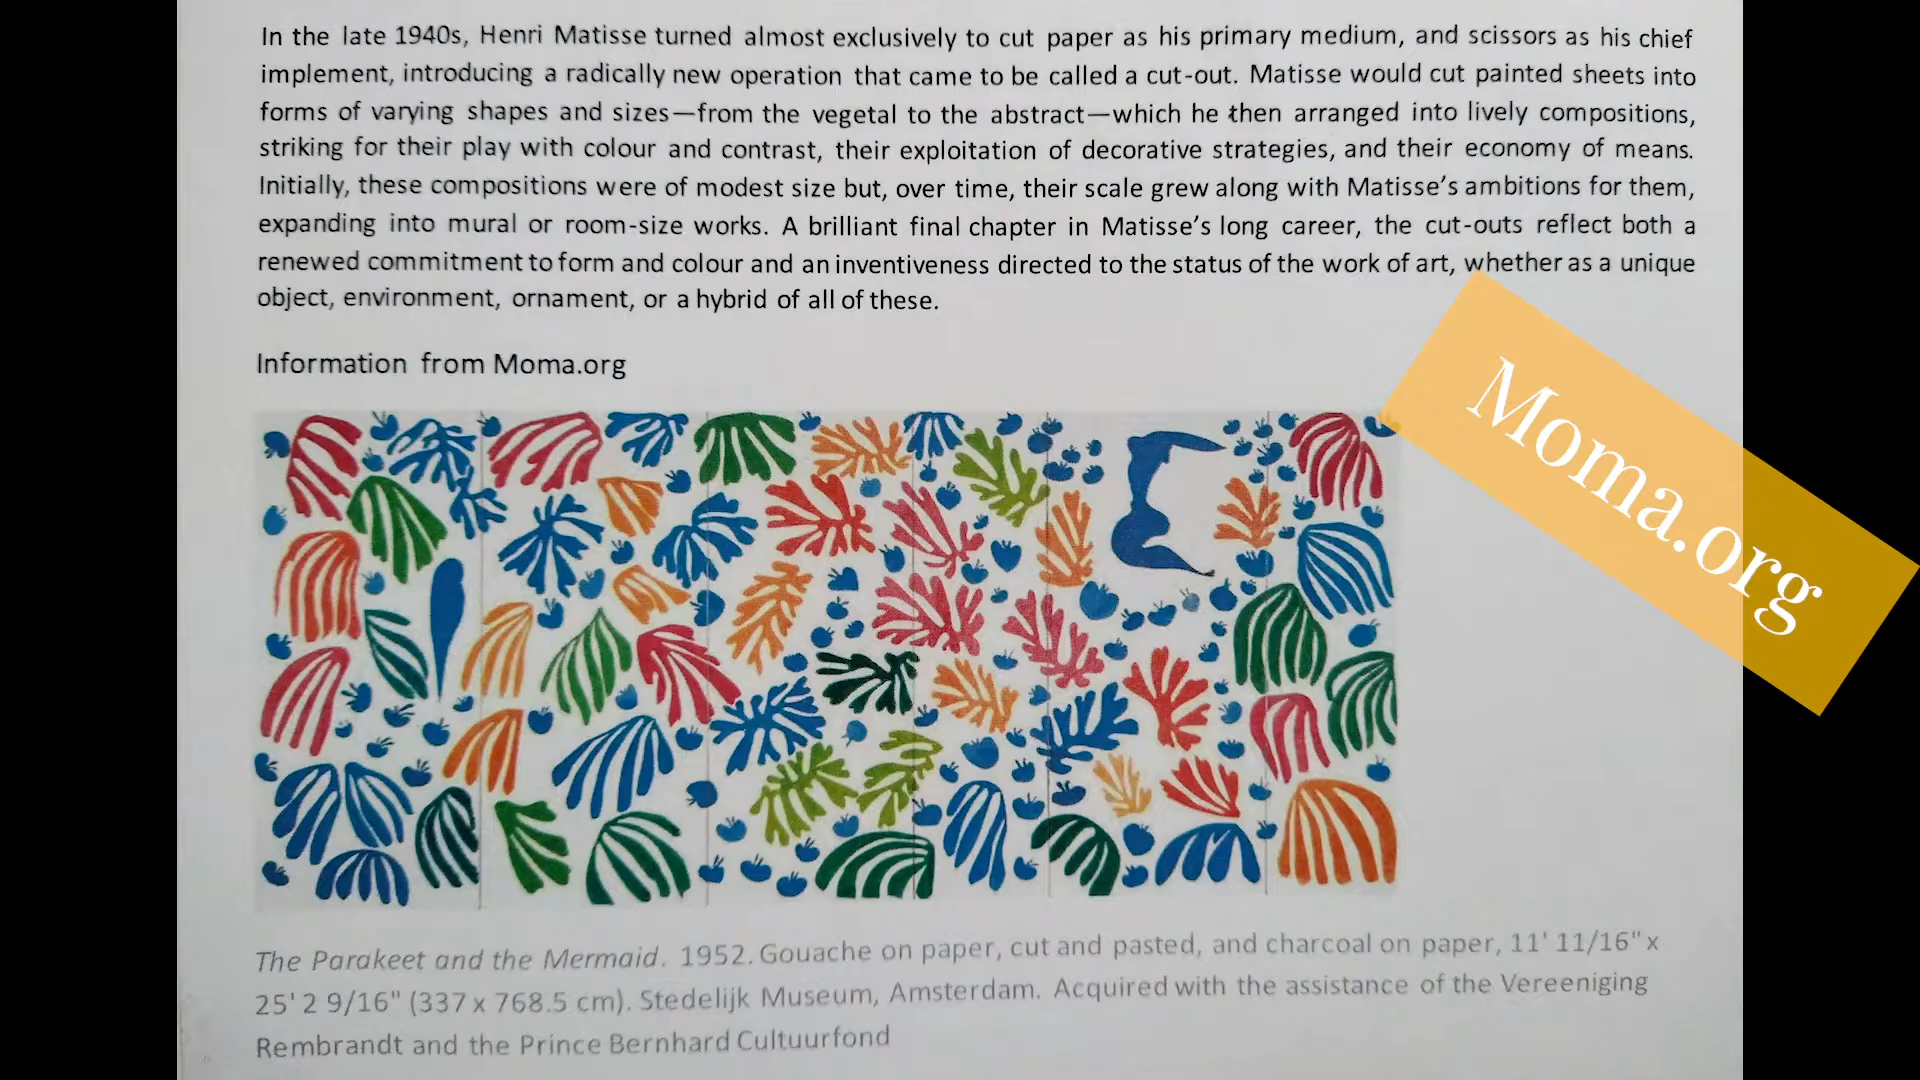 In the late 1940s, Henri Matisse turned almost exclusively to cut paper as his primary medium, and scissors as his chief
implement, introducing a radically new operation that came to be called a cut-out. Matisse would cut painted sheets into
forms of varying shapes and sizes—from the vegetal to the abstract—which he then arranged into lively compositions,
striking for their play with colour and contrast, their exploitation of decorative strategies, and their economy of means.
Initially, these compositions were of modest size but, over time, their scale grew along with Matisse's ambitions for them,
expanding into mural or room-size works. A brilliant final chapter in Matisse's long career, the cut-outs reflect both a
renewed commitment to form and colour and an inventiveness directed to the status of the work of art, whether as a unique
object, environment, ornament, or a hybrid of all of these.
Information from Moma.org
Moma.org
The Parakeet and the Mermaid. 1952. Gouache on paper, cut and pasted, and charcoal on paper, 11' 11/16" x
25' 2 9/16" (337 x 768.5 cm). Stedelijk Museum, Amsterdam. Acquired with the assistance of the Vereeniging
Rembrandt and the Prince Bernhard Cultuurfond